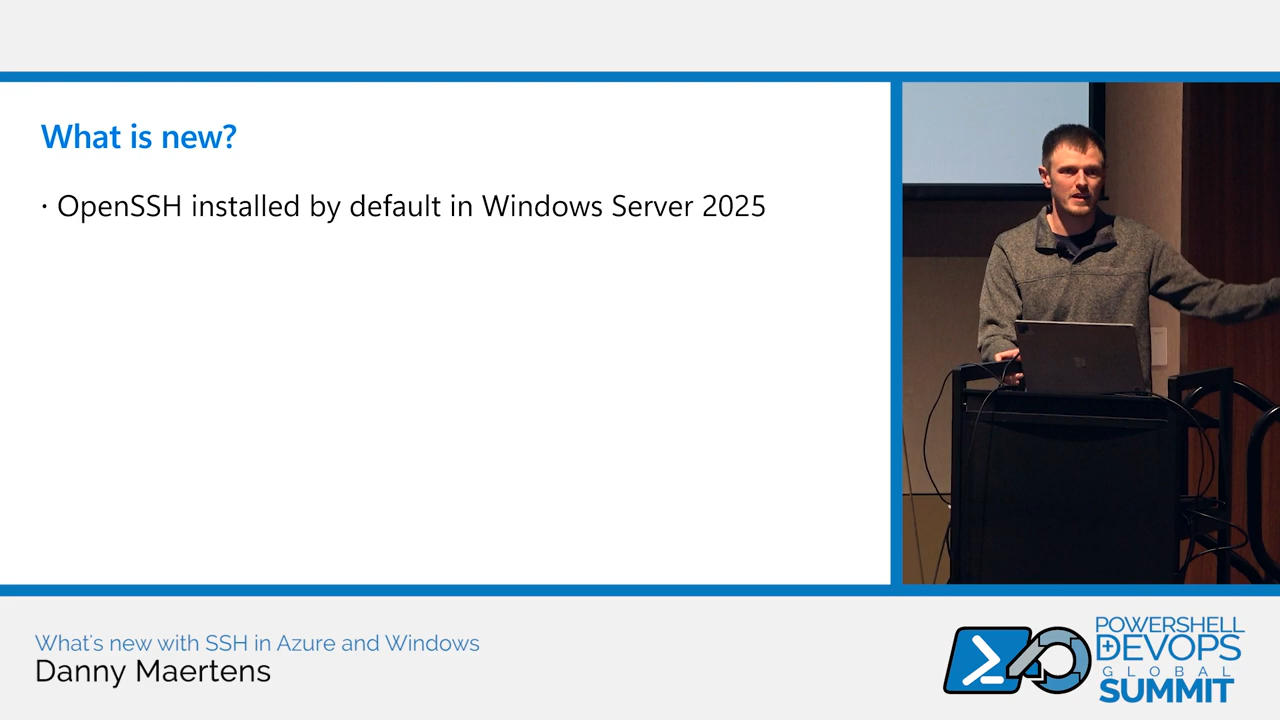 What is new?
· OpenSSH installed by default in Windows Server 2025
What's new with SSH in Azure and Windows
Danny Maertens
POWERSHELL
DEVOPS
GLOBAL
SUMMIT